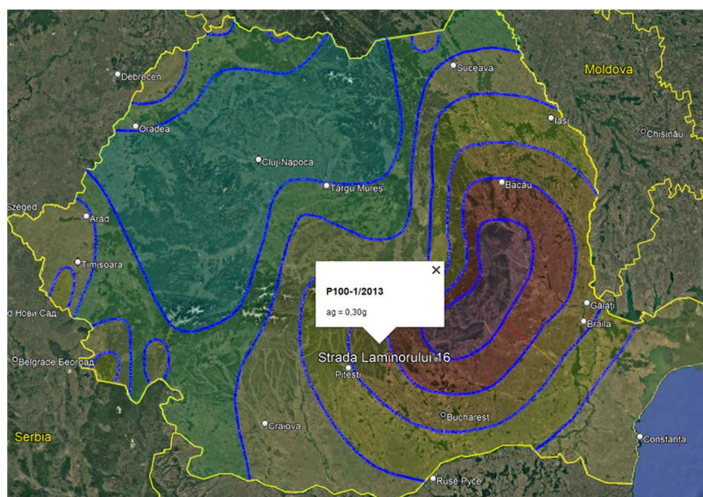 Debrecen
Suceava
Moldova
Oradea
Iași
Chișinău
Cluj-Napoca
Târgu Mureș
Bacău
Szeged
Arad
Timișoara
P100-1/2013
ag = 0,30g
Galați
d Нови Сад
Brăila
Strada Laminorului 16
Belgrade Београд
Pitești
Bucharest
Craiova
Serbia
Constanța
Ruse Русе